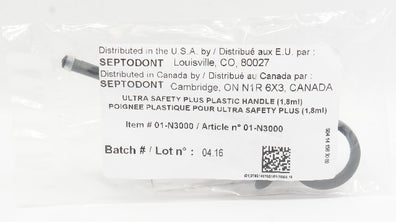 Distributed in the U.S.A. by / Distribué aux E.U. par :
SEPTODONT Louisville, CO, 80027
Distributed in Canada by / Distribué au Canada par :
SEPTODONT Cambridge, ON N1R 6X3, CANADA
ULTRA SAFETY PLUS PLASTIC HANDLE (1,8ml)
POIGNEE PLASTIQUE POUR ULTRA SAFETY PLUS (1,8ml)
Item # 01-N3000 / Article n° 01-N3000
Batch # / Lot n° : 04.16